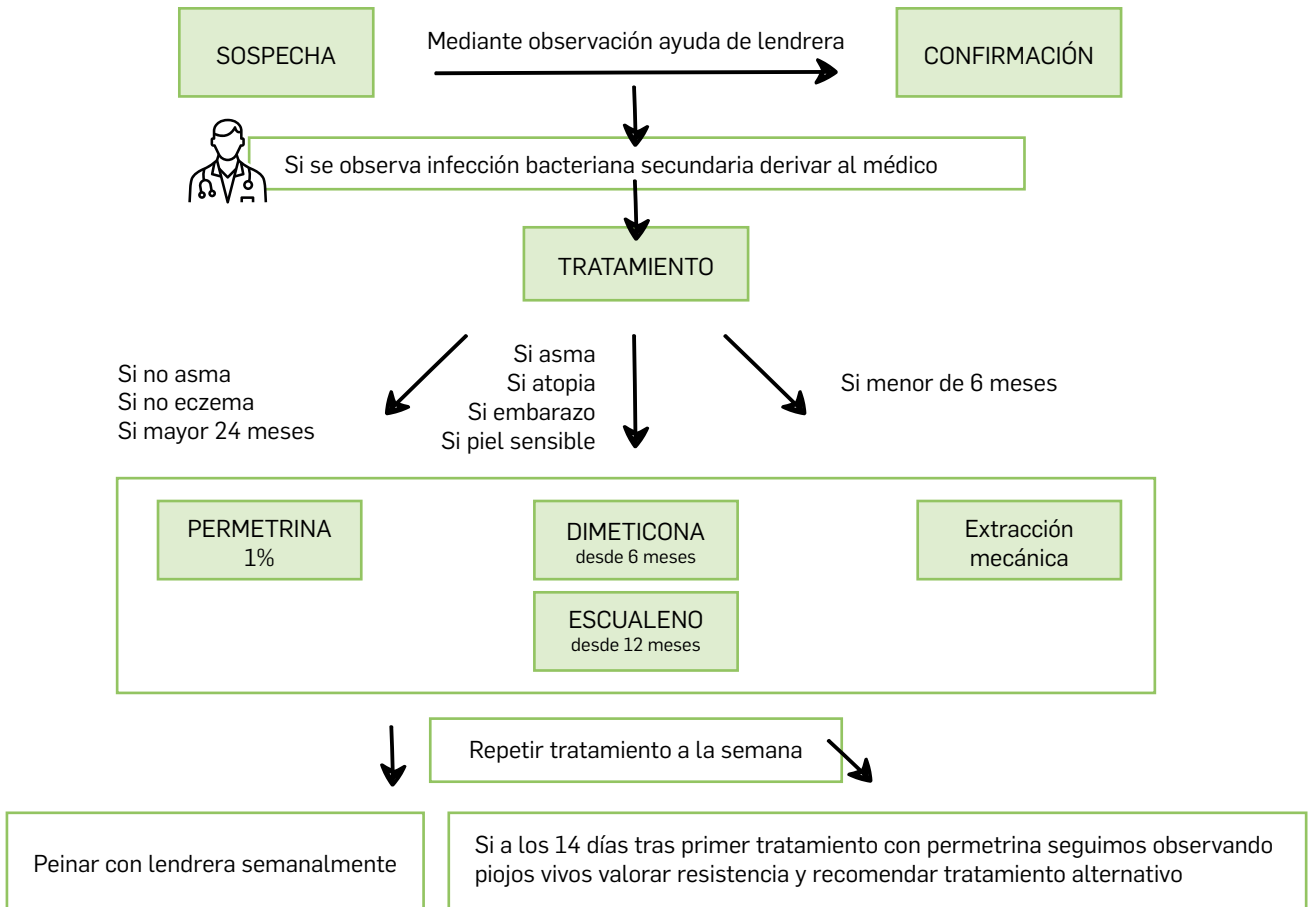 SOSPECHA
Mediante observación ayuda de lendrera
CONFIRMACIÓN
Si se observa infección bacteriana secundaria derivar al médico
TRATAMIENTO
Si no asma
Si no eczema
Si mayor 24 meses
Si asma
Si atopia
Si embarazo
Si piel sensible
Si menor de 6 meses
PERMETRINA
1%
DIMETICONA
desde 6 meses
ESCUALENO
desde 12 meses
Extracción
mecánica
Repetir tratamiento a la semana
Peinar con lendrera semanalmente
Si a los 14 días tras primer tratamiento con permetrina seguimos observando
piojos vivos valorar resistencia y recomendar tratamiento alternativo